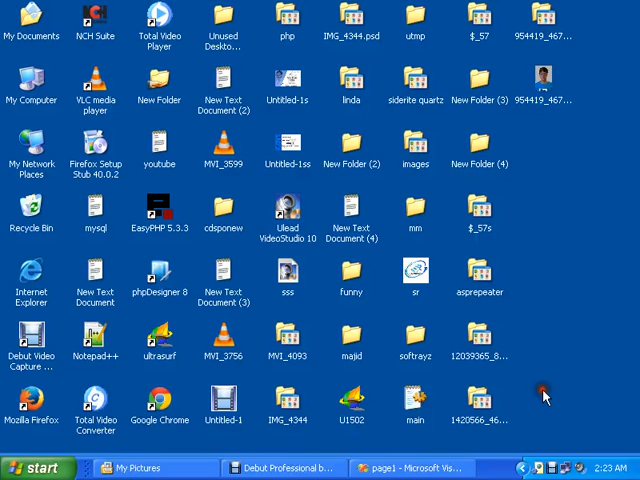 My Documents
NCH Suite
Total Video
Player
Unused
Deskto...
php
IMG_4344.psd
utmp
$_57
954419_467...
My Computer
VLC media
player
New Folder
New Text
Document (2)
Untitled-1s
linda
siderite quartz
New Folder (3)
954419_467...
My Network
Places
Firefox Setup
Stub 40.0.2
youtube
MVI_3599
Untitled-1ss
New Folder (2)
images
New Folder (4)
Recycle Bin
mysql
EasyPHP 5.3.3
cdsponew
Ulead
VideoStudio 10
New Text
Document (4)
mm
$_57s
Internet
Explorer
New Text
Document
phpDesigner 8
New Text
Document (3)
sss
funny
sr
asprepeater
Debut Video
Capture ...
Notepad++
ultrasurf
MVI_3756
MVI_4093
majid
softrayz
12039365_8...
Mozilla Firefox
Total Video
Converter
Google Chrome
Untitled-1
IMG_4344
U1502
main
1420566_46...
start
My Pictures
Debut Professional b...
page1 - Microsoft Vis...
2:23 AM